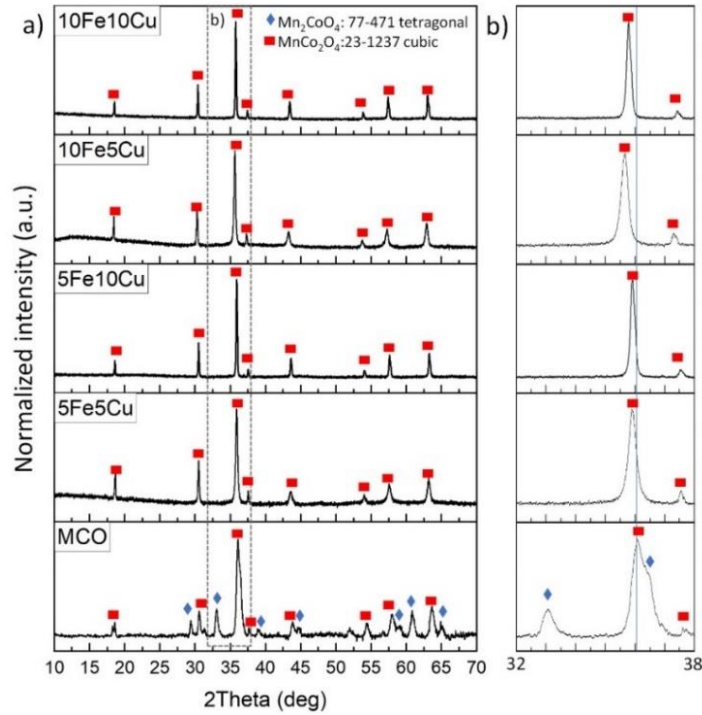 a)
b)
Mn₂CoO₄: 77-471 tetragonal
MnCo₂O₄:23-1237 cubic
10Fe10Cu
10Fe5Cu
5Fe10Cu
5Fe5Cu
MCO
Normalized intensity (a.u.)
10 15 20 25 30 35 40 45 50 55 60 65 70
2Theta (deg)
b)
32 38